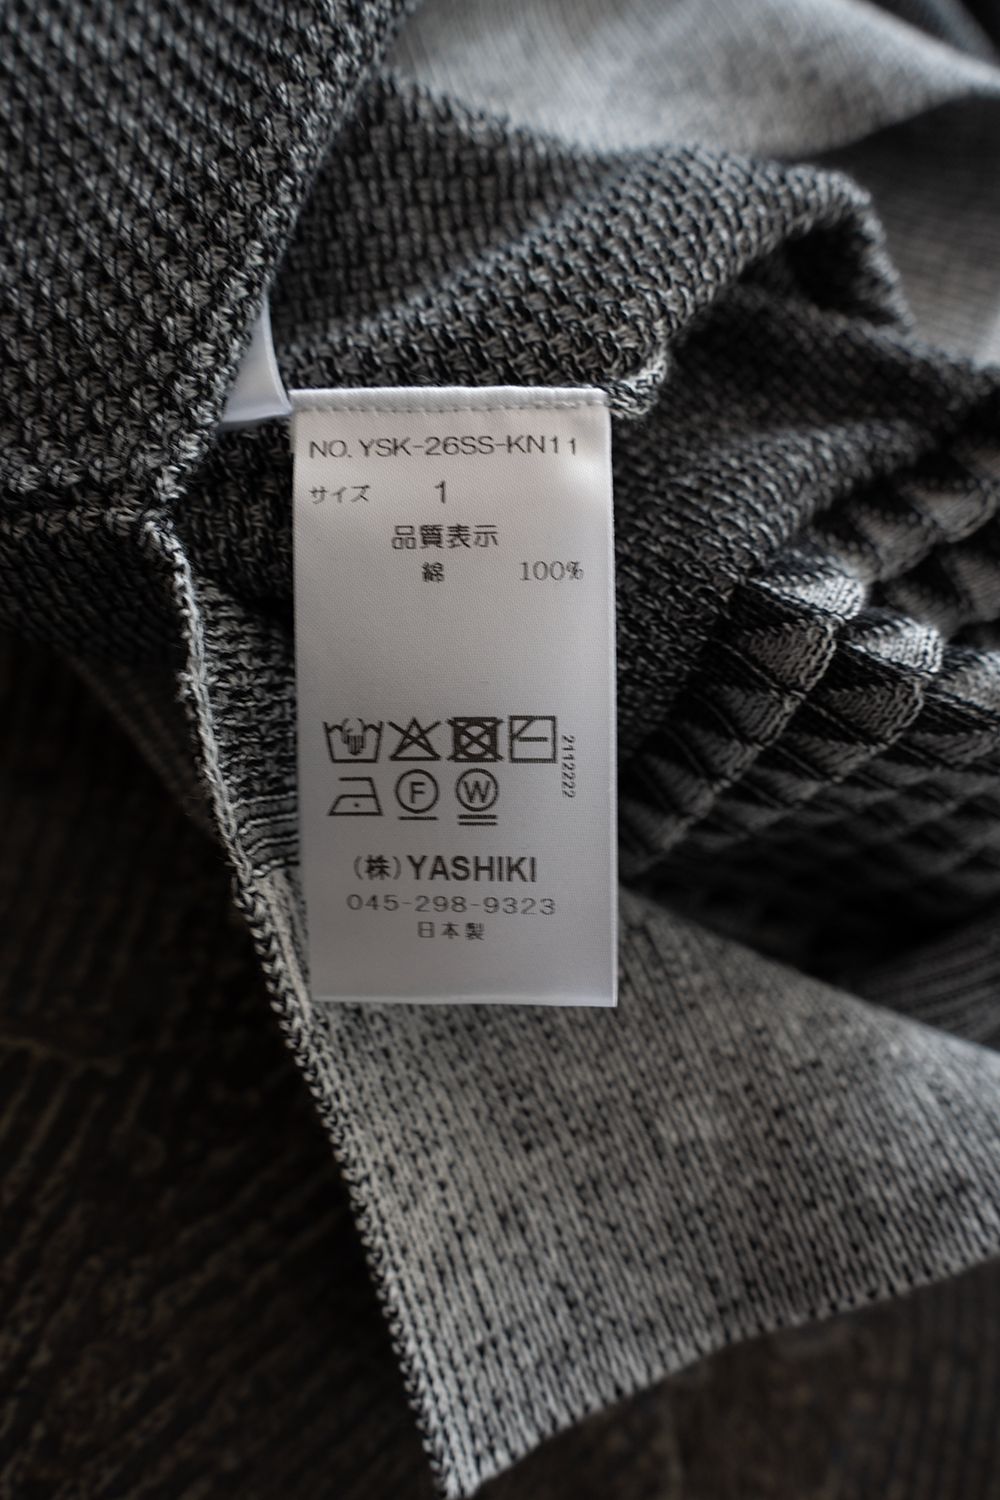 NO. YSK-26SS-KN11
サイズ 1
品質表示
綿 100%
2112222
F W
(株) YASHIKI
045-298-9323
日本製